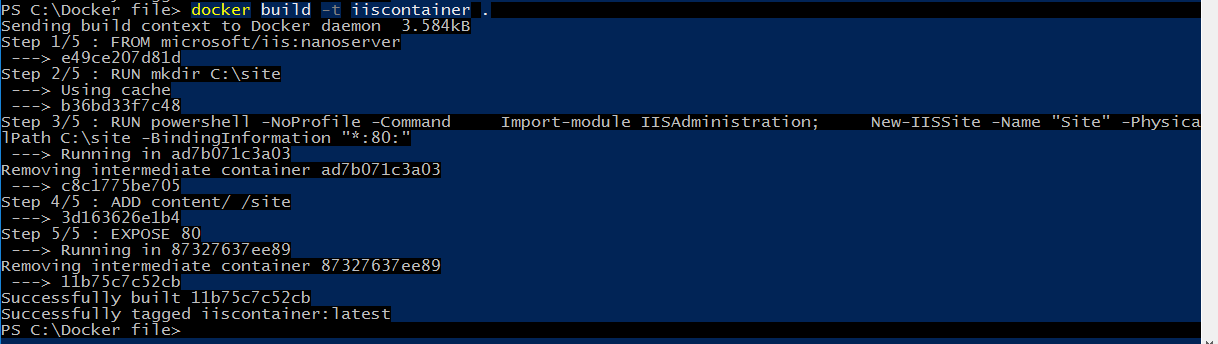 PS C:\Docker file> docker build -t iiscontainer .
Sending build context to Docker daemon  3.584kB
Step 1/5 : FROM microsoft/iis:nanoserver
 ---> e49ce207d81d
Step 2/5 : RUN mkdir C:\site
 ---> Using cache
 ---> b36bd33f7c48
Step 3/5 : RUN powershell -NoProfile -Command     Import-module IISAdministration;     New-IISSite -Name "Site" -Physica
lPath C:\site -BindingInformation "*:80:"
 ---> Running in ad7b071c3a03
Removing intermediate container ad7b071c3a03
 ---> c8c1775be705
Step 4/5 : ADD content/ /site
 ---> 3d163626e1b4
Step 5/5 : EXPOSE 80
 ---> Running in 87327637ee89
Removing intermediate container 87327637ee89
 ---> 11b75c7c52cb
Successfully built 11b75c7c52cb
Successfully tagged iiscontainer:latest
PS C:\Docker file>